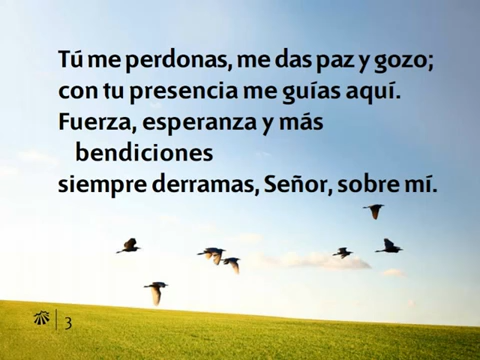 Tú me perdonas, me das paz y gozo;
con tu presencia me guías aquí.
Fuerza, esperanza y más
bendiciones
siempre derramas, Señor, sobre mí.
3